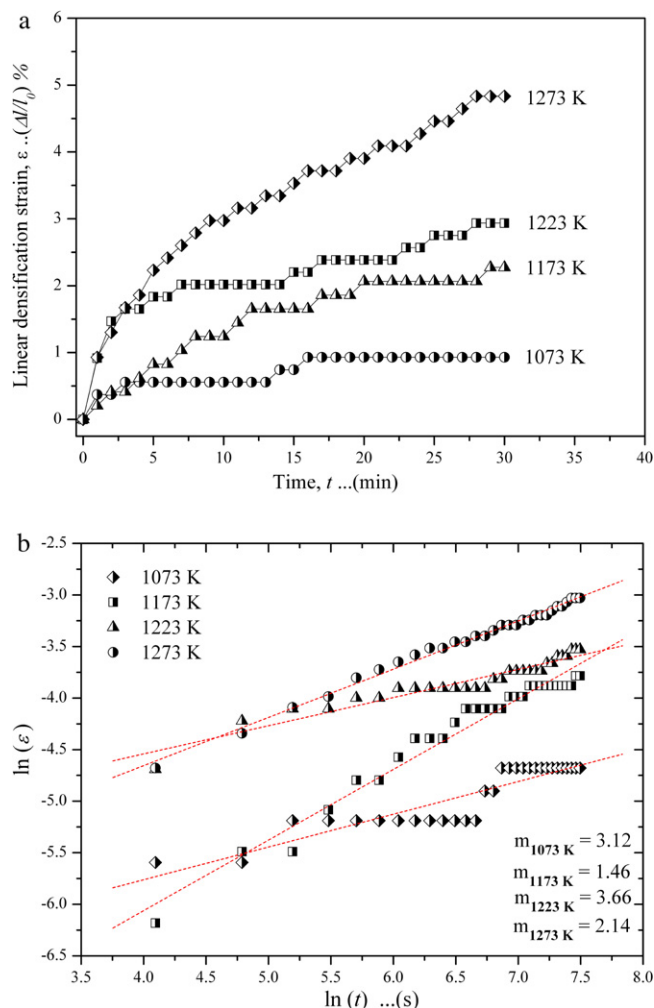 a
Linear densification strain, ε ..(Δl/l₀) %
6
5
4
3
2
1
0
1273 K
1223 K
1173 K
1073 K
0 5 10 15 20 25 30 35 40
Time, t ...(min)
b
ln (ε)
-2.5
-3.0
-3.5
-4.0
-4.5
-5.0
-5.5
-6.0
-6.5
1073 K
1173 K
1223 K
1273 K
m1073 K = 3.12
m1173 K = 1.46
m1223 K = 3.66
m1273 K = 2.14
3.5 4.0 4.5 5.0 5.5 6.0 6.5 7.0 7.5 8.0
ln (t) ...(s)